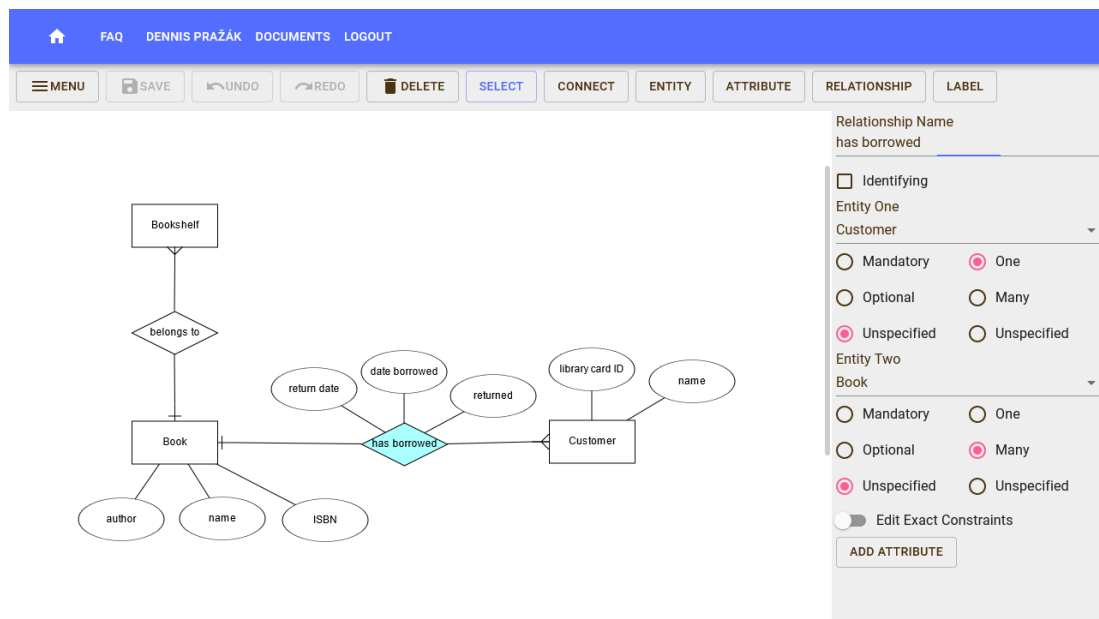 FAQ DENNIS PRAŽÁK DOCUMENTS LOGOUT
MENU SAVE UNDO REDO DELETE SELECT CONNECT ENTITY ATTRIBUTE RELATIONSHIP LABEL
Bookshelf
belongs to
return date
date borrowed
returned
library card ID
name
Book
has borrowed
Customer
author
name
ISBN
Relationship Name
has borrowed
Identifying
Entity One
Customer
Mandatory One
Optional Many
Unspecified Unspecified
Entity Two
Book
Mandatory One
Optional Many
Unspecified Unspecified
Edit Exact Constraints
ADD ATTRIBUTE